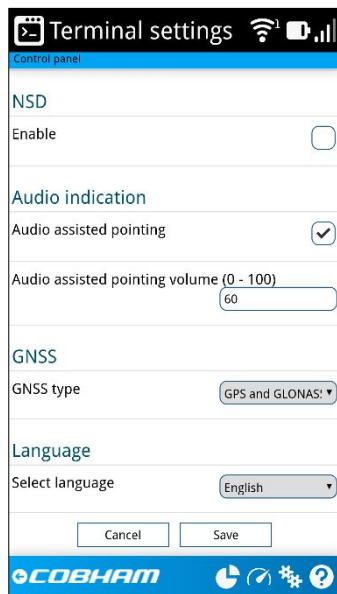 Terminal settings 1
Control panel
NSD
Enable
Audio indication
Audio assisted pointing
Audio assisted pointing volume (0 - 100)
60
GNSS
GNSS type
GPS and GLONAS
Language
Select language
English
Cancel Save
COBHAM